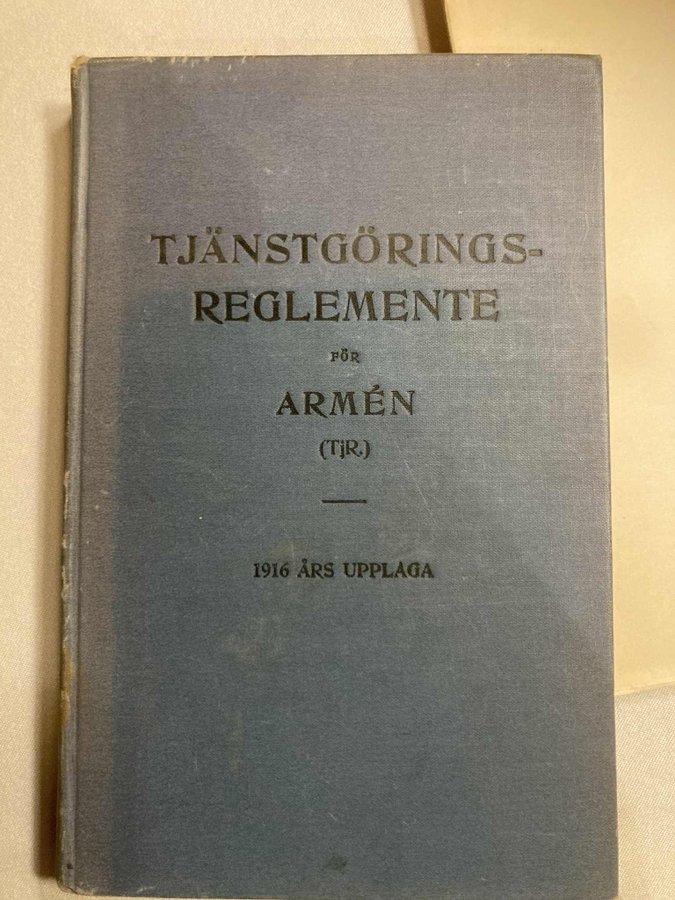 TJÄNSTGÖRINGS-
REGLEMENTE
FÖR
ARMÉN
(TjR.)
1916 ÅRS UPPLAGA